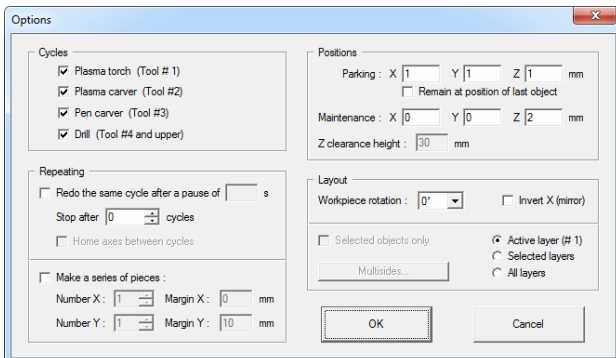 Options
Cycles
Plasma torch (Tool # 1)
Plasma carver (Tool #2)
Pen carver (Tool #3)
Drill (Tool #4 and upper)
Repeating
Redo the same cycle after a pause of s
Stop after 0 cycles
Home axes between cycles
Make a series of pieces :
Number X : 1 Margin X : 0 mm
Number Y : 1 Margin Y : 10 mm
Positions
Parking : X 1 Y 1 Z 1 mm
Remain at position of last object
Maintenance : X 0 Y 0 Z 2 mm
Z clearance height : 30 mm
Layout
Workpiece rotation : 0° Invert X (mirror)
Selected objects only
Multisides...
Active layer (# 1)
Selected layers
All layers
OK
Cancel